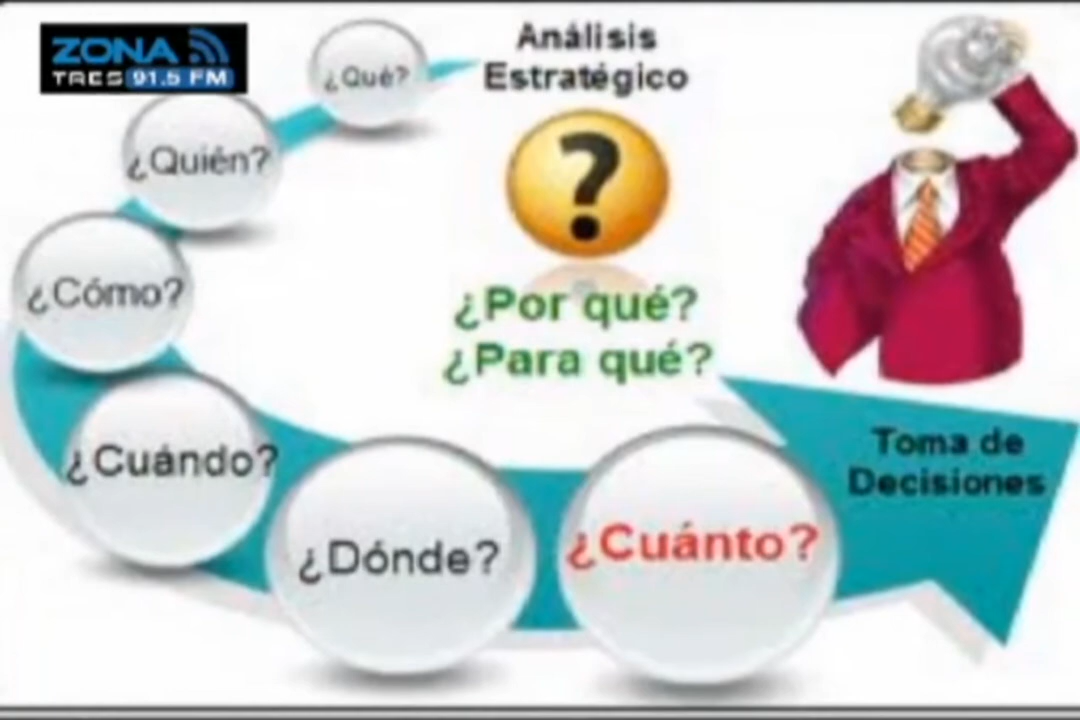 ZONA
TRES 91.5 FM
Análisis
Estratégico
¿Qué?
¿Quién?
¿Cómo?
¿Cuándo?
¿Dónde?
¿Cuánto?
?
¿Por qué?
¿Para qué?
Toma de
Decisiones